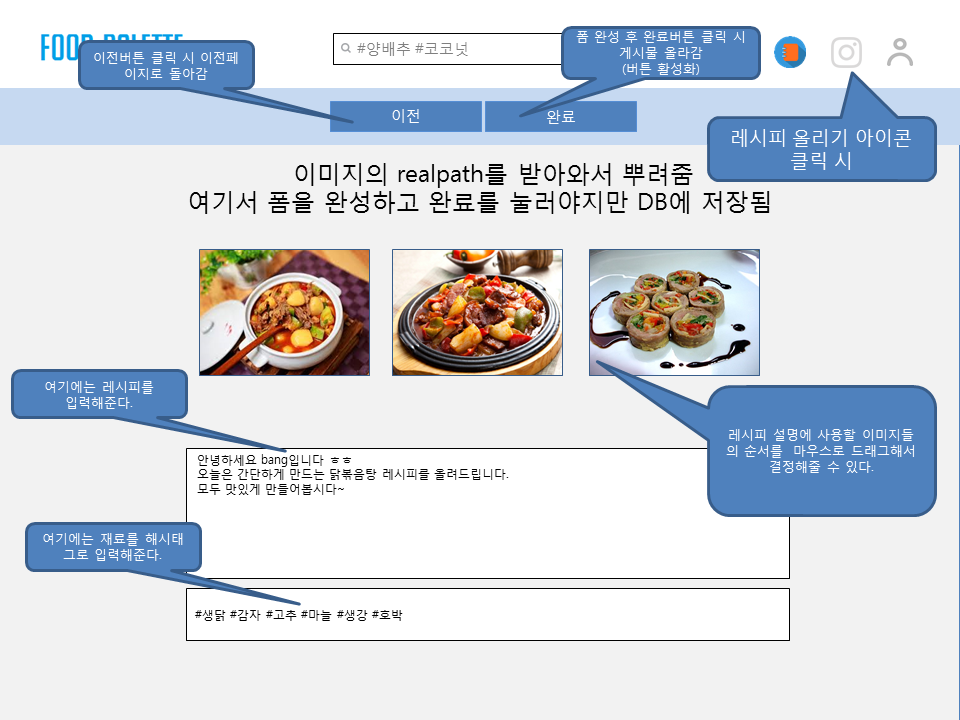 FOOD PALETTE
#양배추 #코코넛
이전버튼 클릭 시 이전페
이지로 돌아감
폼 완성 후 완료버튼 클릭 시
게시물 올라감
(버튼 활성화)
이전
완료
레시피 올리기 아이콘
클릭 시
이미지의 realpath를 받아와서 뿌려줌
여기서 폼을 완성하고 완료를 눌러야지만 DB에 저장됨
여기에는 레시피를
입력해준다.
레시피 설명에 사용할 이미지들
의 순서를 마우스로 드래그해서
결정해줄 수 있다.
안녕하세요 bang입니다 ㅎㅎ
오늘은 간단하게 만드는 닭볶음탕 레시피를 올려드립니다.
모두 맛있게 만들어봅시다~
여기에는 재료를 해시태
그로 입력해준다.
#생닭 #감자 #고추 #마늘 #생강 #호박